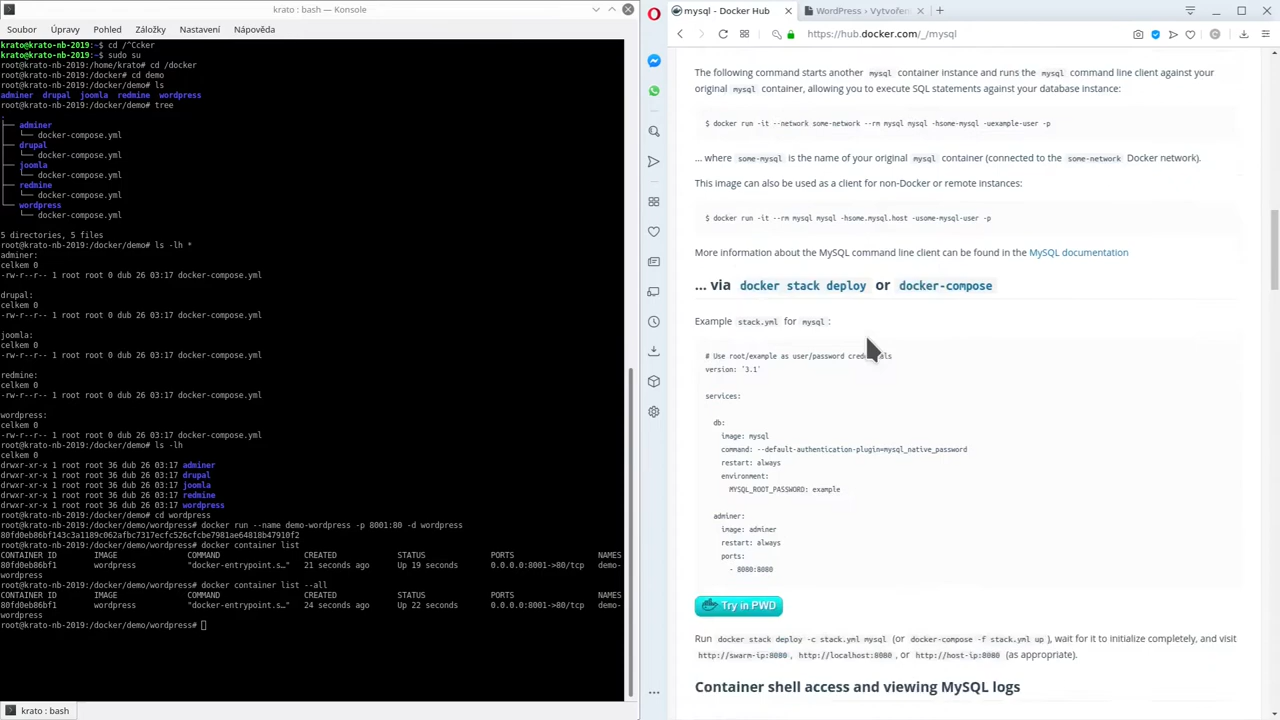 krato : bash — Konsole
Soubor Úpravy Pohled Záložky Nastavení Nápověda
krato@krato-nb-2019:~$ cd /^Ccker
krato@krato-nb-2019:~$ sudo su
root@krato-nb-2019:/home/krato# cd /docker
root@krato-nb-2019:/docker# cd demo
root@krato-nb-2019:/docker/demo# ls
adminer drupal joomla redmine wordpress
root@krato-nb-2019:/docker/demo# tree
.
├── adminer
│   └── docker-compose.yml
├── drupal
│   └── docker-compose.yml
├── joomla
│   └── docker-compose.yml
├── redmine
│   └── docker-compose.yml
└── wordpress
    └── docker-compose.yml
5 directories, 5 files
root@krato-nb-2019:/docker/demo# ls -lh *
adminer:
celkem 0
-rw-r--r-- 1 root root 0 dub 26 03:17 docker-compose.yml
drupal:
celkem 0
-rw-r--r-- 1 root root 0 dub 26 03:17 docker-compose.yml
joomla:
celkem 0
-rw-r--r-- 1 root root 0 dub 26 03:17 docker-compose.yml
redmine:
celkem 0
-rw-r--r-- 1 root root 0 dub 26 03:17 docker-compose.yml
wordpress:
celkem 0
-rw-r--r-- 1 root root 0 dub 26 03:17 docker-compose.yml
root@krato-nb-2019:/docker/demo# ls -lh
celkem 0
drwxr-xr-x 1 root root 36 dub 26 03:17 adminer
drwxr-xr-x 1 root root 36 dub 26 03:17 drupal
drwxr-xr-x 1 root root 36 dub 26 03:17 joomla
drwxr-xr-x 1 root root 36 dub 26 03:17 redmine
drwxr-xr-x 1 root root 36 dub 26 03:17 wordpress
root@krato-nb-2019:/docker/demo# cd wordpress
root@krato-nb-2019:/docker/demo/wordpress# docker run --name demo-wordpress -p 8001:80 -d wordpress
80fd0eb86bf143c3a1189c062afbc7317ecfc526cfcbe7981ae64818b47910f2
root@krato-nb-2019:/docker/demo/wordpress# docker container list
CONTAINER ID IMAGE COMMAND CREATED STATUS PORTS NAMES
80fd0eb86bf1 wordpress "docker-entrypoint.s…" 21 seconds ago Up 19 seconds 0.0.0.0:8001->80/tcp demo-
wordpress
root@krato-nb-2019:/docker/demo/wordpress# docker container list --all
CONTAINER ID IMAGE COMMAND CREATED STATUS PORTS NAMES
80fd0eb86bf1 wordpress "docker-entrypoint.s…" 24 seconds ago Up 22 seconds 0.0.0.0:8001->80/tcp demo-
wordpress
root@krato-nb-2019:/docker/demo/wordpress#
krato : bash
mysql - Docker Hub
WordPress › Vytvořen
https://hub.docker.com/_/mysql
The following command starts another mysql container instance and runs the mysql command line client against your
original mysql container, allowing you to execute SQL statements against your database instance:
$ docker run -it --network some-network --rm mysql mysql -hsome-mysql -uexample-user -p
... where some-mysql is the name of your original mysql container (connected to the some-network Docker network).
This image can also be used as a client for non-Docker or remote instances:
$ docker run -it --rm mysql mysql -hsome.mysql.host -usome-mysql-user -p
More information about the MySQL command line client can be found in the MySQL documentation
... via docker stack deploy or docker-compose
Example stack.yml for mysql :
# Use root/example as user/password credentials
version: '3.1'
services:
db:
image: mysql
command: --default-authentication-plugin=mysql_native_password
restart: always
environment:
MYSQL_ROOT_PASSWORD: example
adminer:
image: adminer
restart: always
ports:
- 8080:8080
Try in PWD
Run docker stack deploy -c stack.yml mysql (or docker-compose -f stack.yml up ), wait for it to initialize completely, and visit
http://swarm-ip:8080 , http://localhost:8080 , or http://host-ip:8080 (as appropriate).
Container shell access and viewing MySQL logs